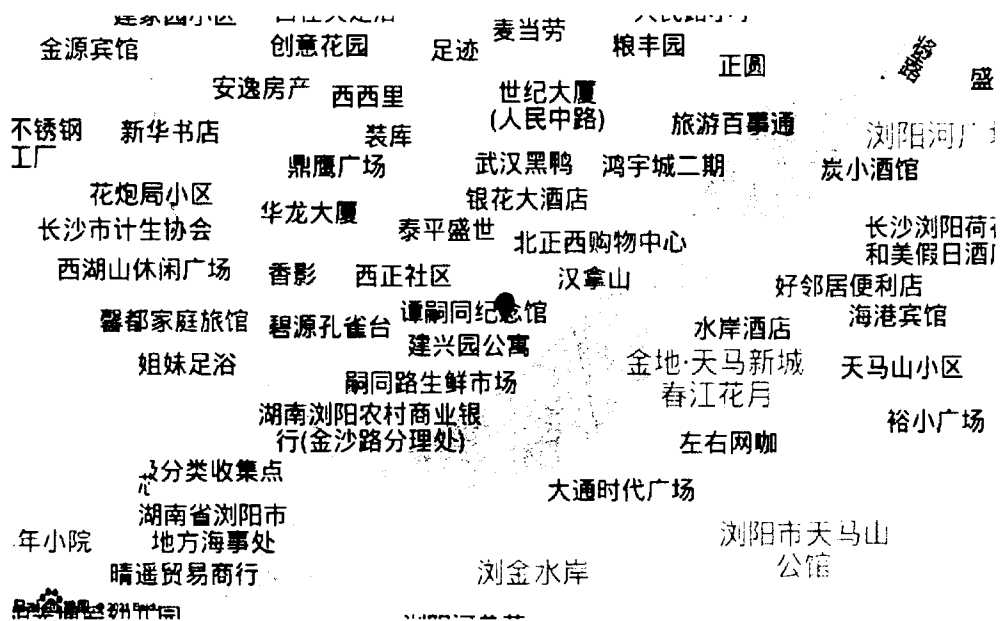 金源宾馆
创意花园
足迹
麦当劳
粮丰园
正圆
安逸房产
西西里
世纪大厦
(人民中路)
盛
不锈钢
工厂
新华书店
装库
旅游百事通
浏阳河广
鼎鹰广场
武汉黑鸭
鸿宇城二期
炭小酒馆
花炮局小区
银花大酒店
华龙大厦
长沙市计生协会
泰平盛世
北正西购物中心
长沙浏阳荷花
和美假日酒店
西湖山休闲广场
香影
西正社区
汉拿山
好邻居便利店
馨都家庭旅馆
碧源孔雀台
谭嗣同纪念馆
水岸酒店
海港宾馆
建兴园公寓
姐妹足浴
金地·天马新城
春江花月
天马山小区
嗣同路生鲜市场
湖南浏阳农村商业银
行(金沙路分理处)
裕小广场
左右网咖
圾分类收集点
大通时代广场
湖南省浏阳市
地方海事处
年小院
浏阳市天马山
公馆
晴遥贸易商行
浏金水岸